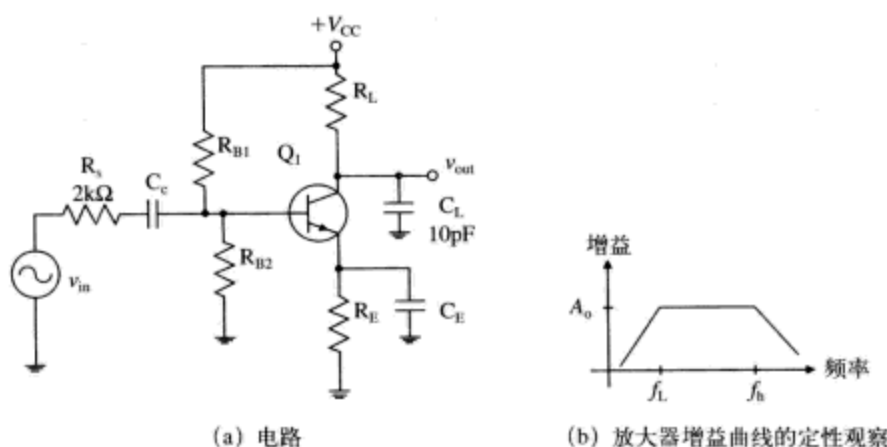 +V_CC
R_L
R_B1
Q_1
v_out
R_s
2kΩ
C_c
C_L
10pF
R_B2
v_in
R_E
C_E
增益
A_o
f_L
f_h
频率
(a) 电路
(b) 放大器增益曲线的定性观察